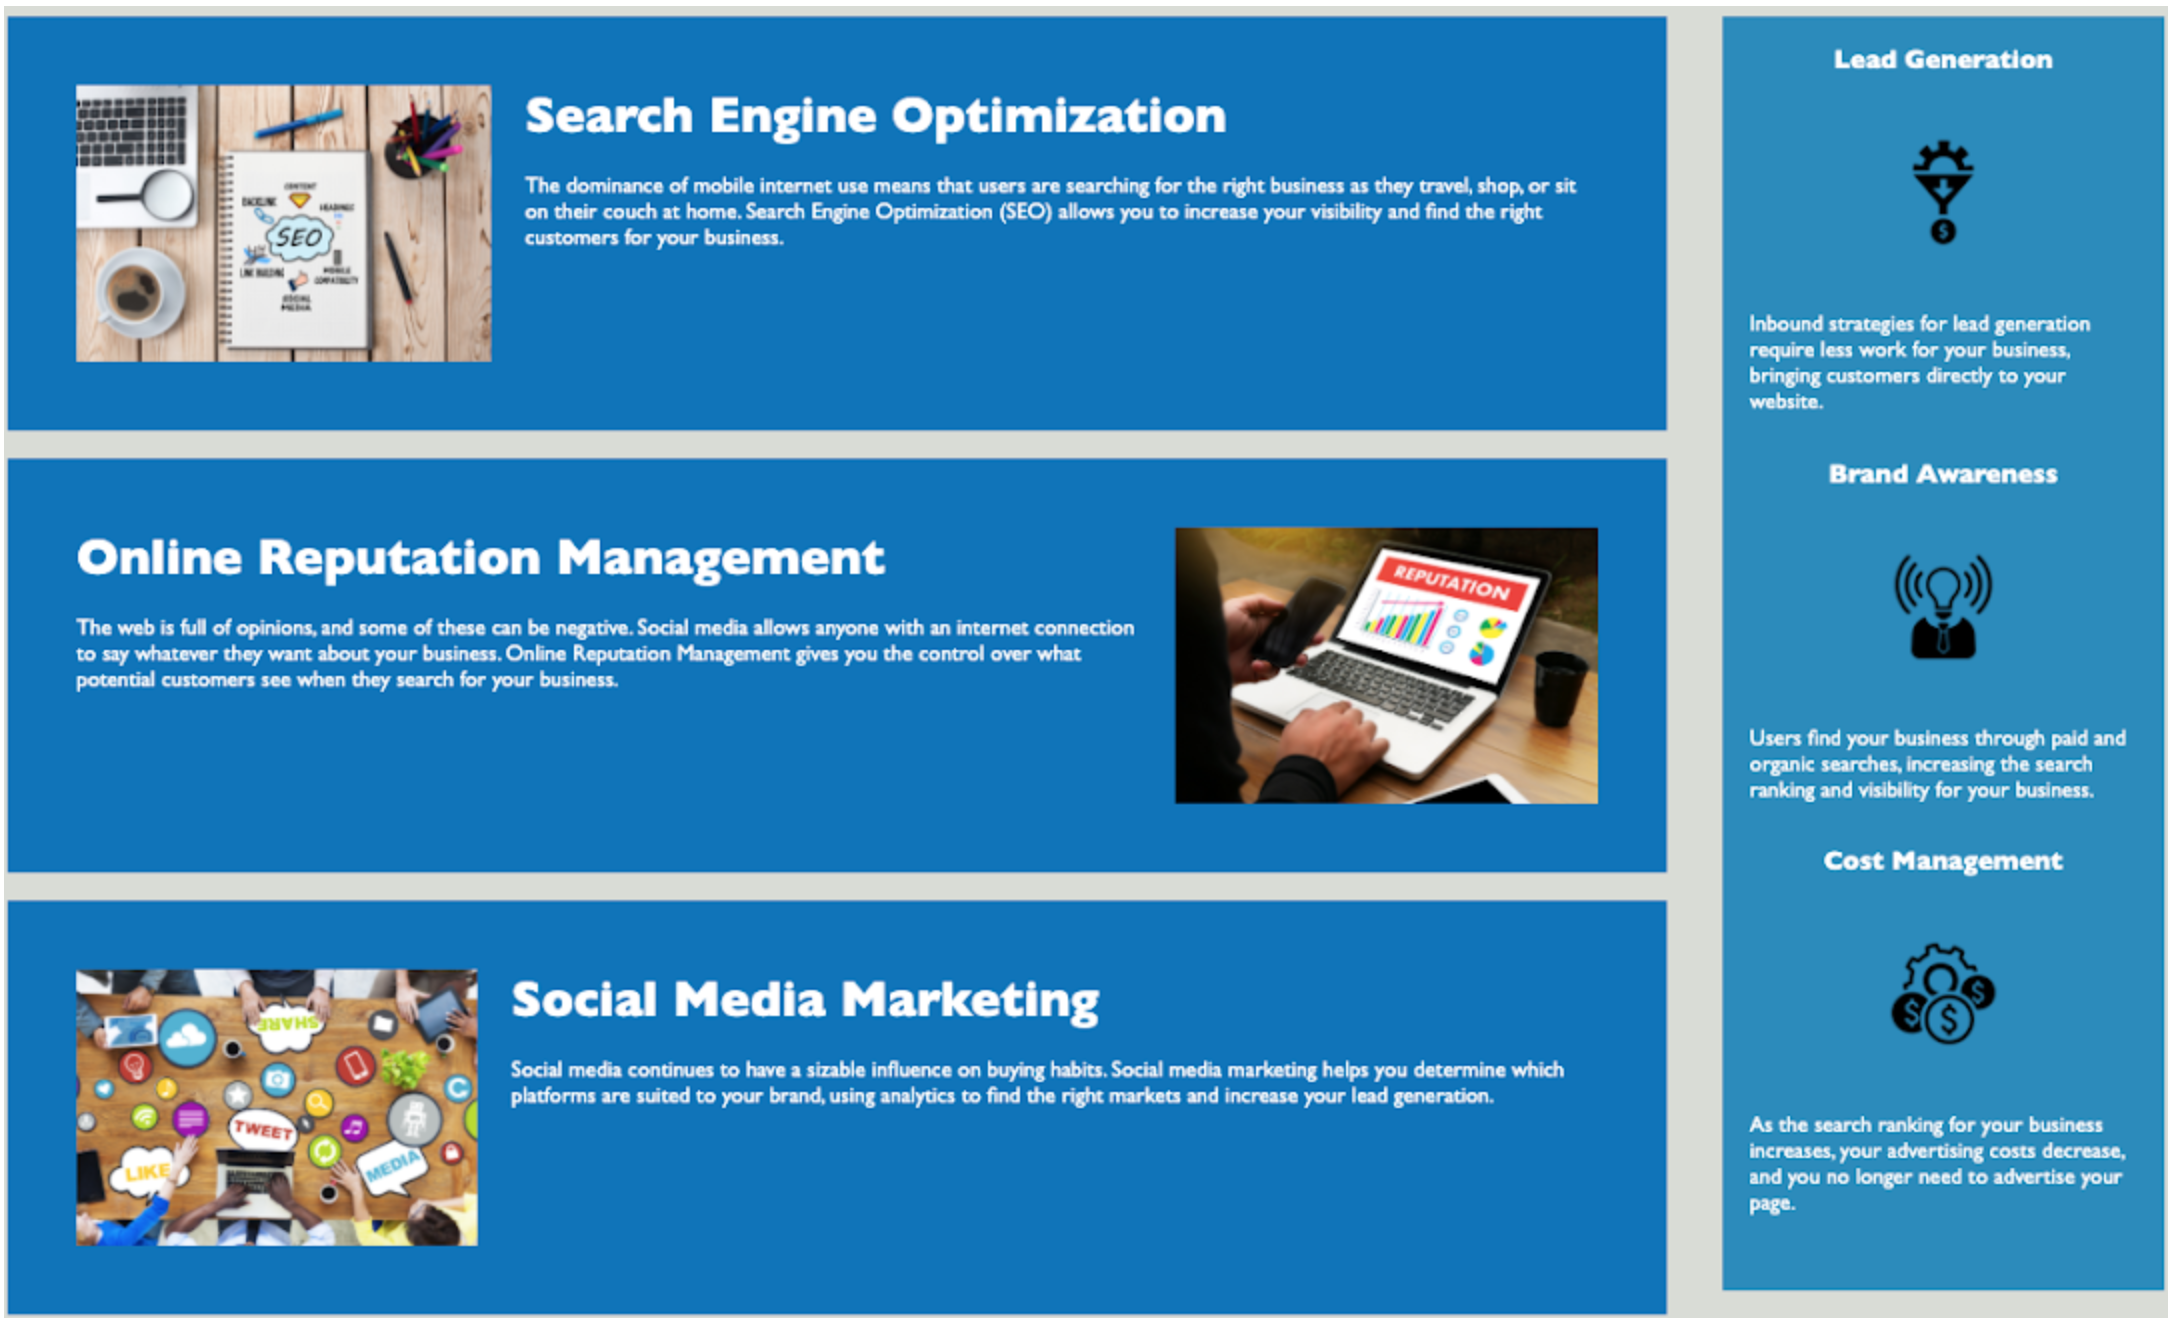 Search Engine Optimization
The dominance of mobile internet use means that users are searching for the right business as they travel, shop, or sit
on their couch at home. Search Engine Optimization (SEO) allows you to increase your visibility and find the right
customers for your business.
CONTENT
BACKLINK
HEADINGS
SEO
LINK BUILDING
MOBILE
COMPATIBILITY
SOCIAL
MEDIA
Online Reputation Management
The web is full of opinions, and some of these can be negative. Social media allows anyone with an internet connection
to say whatever they want about your business. Online Reputation Management gives you the control over what
potential customers see when they search for your business.
REPUTATION
Social Media Marketing
Social media continues to have a sizable influence on buying habits. Social media marketing helps you determine which
platforms are suited to your brand, using analytics to find the right markets and increase your lead generation.
SHARE
TWEET
LIKE
MEDIA
Lead Generation
$
Inbound strategies for lead generation
require less work for your business,
bringing customers directly to your
website.
Brand Awareness
Users find your business through paid and
organic searches, increasing the search
ranking and visibility for your business.
Cost Management
$ $ $
As the search ranking for your business
increases, your advertising costs decrease,
and you no longer need to advertise your
page.